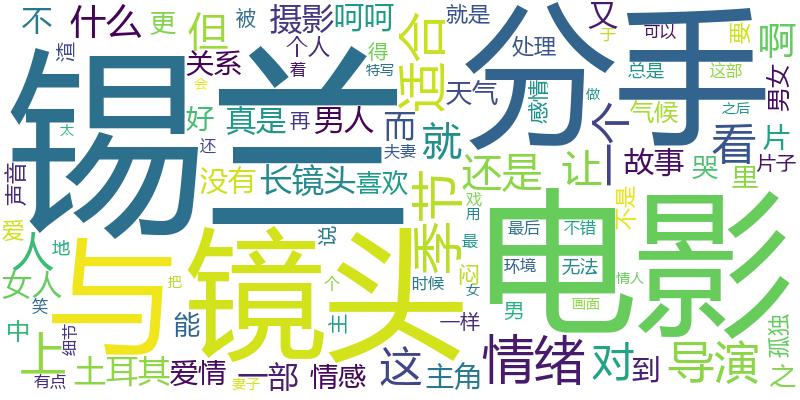 不
什么
更
但
被
摄影
呵呵
就是
又
于
可以
要
啊
渣
个人
得
适合
处理
分手
锡兰
关系
着
特写
天气
感情
总是
这部
男女
会
好
真是
再
男人
而
就
一个
气候
做
之后
看
片
太
还
夫妻
还是
让
故事
哭
里
片子
声音
没有
长镜头
喜欢
季节
戏
用
不是
爱
人
地
与
镜头
说
最
闷
电影
最后
不错
环境
无法
女人
笑
把
个
时候
女
男
情人
画面
中
上
细节
能
主
一样
情绪
对
到
导演
孤独
之
有点
土耳其
爱情
妻子
一部
情感
这
主角